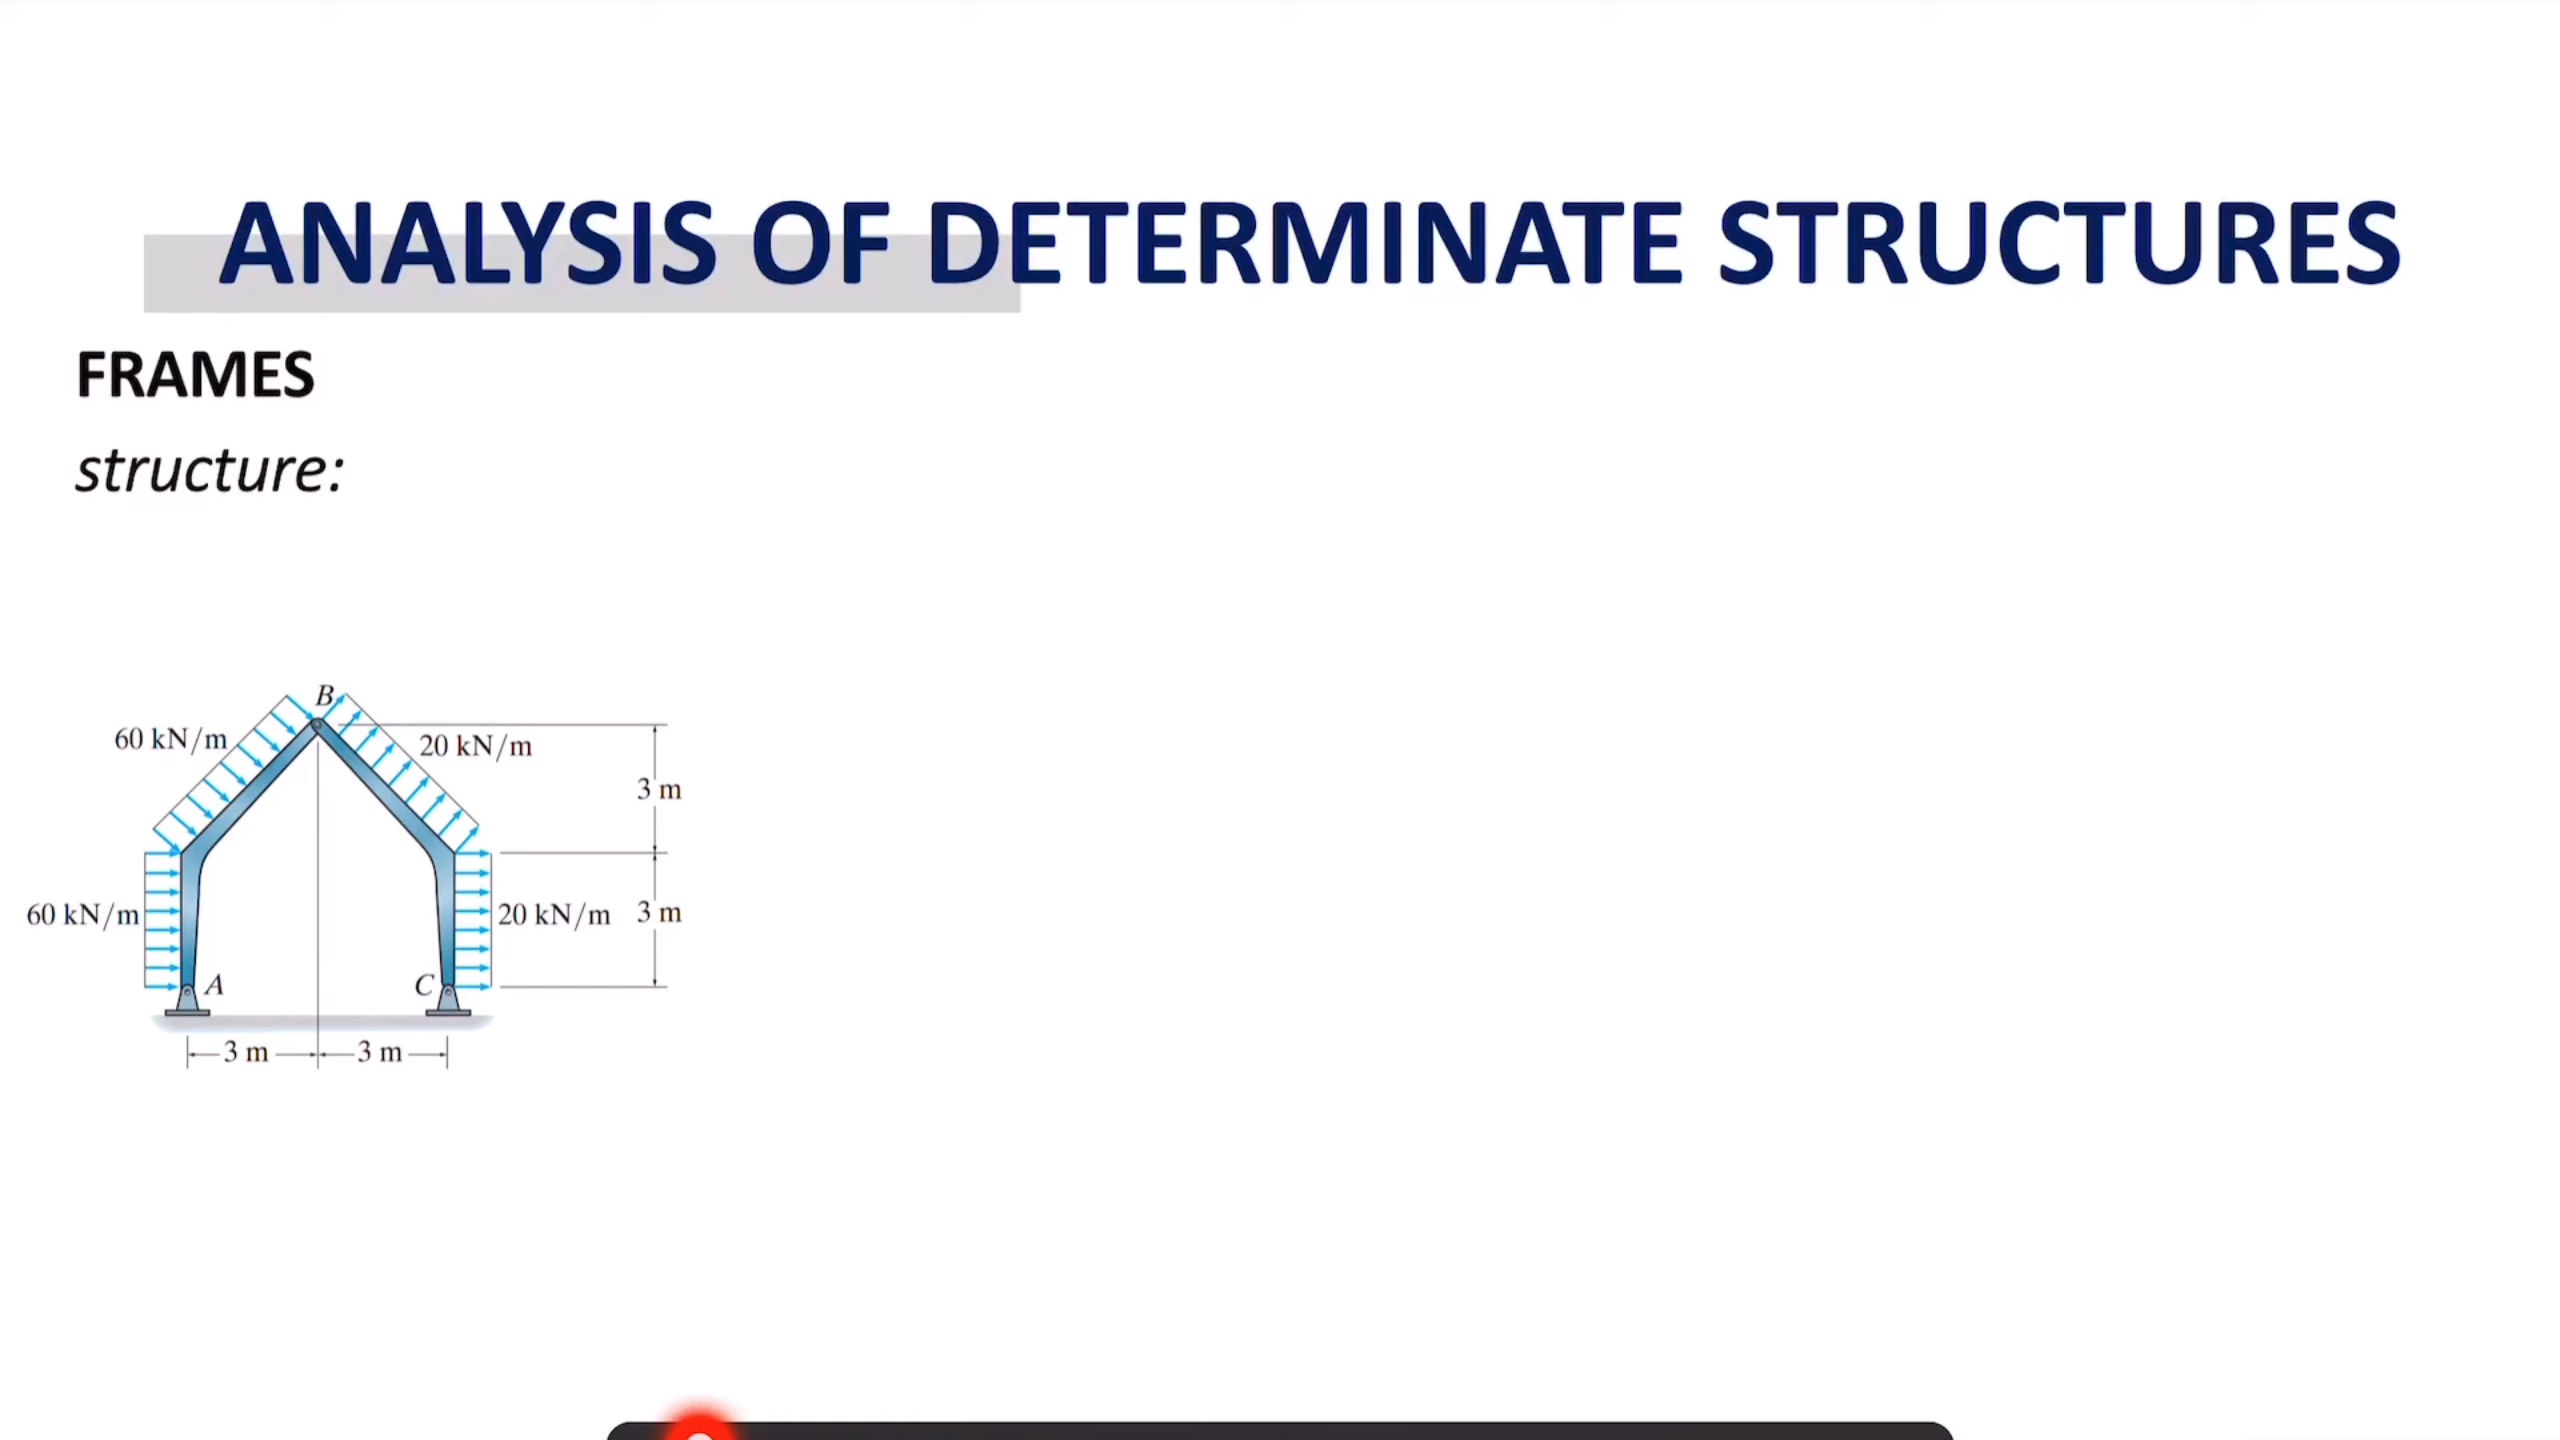 ANALYSIS OF DETERMINATE STRUCTURES
FRAMES
structure:
B
60 kN/m
20 kN/m
3 m
60 kN/m
20 kN/m
3 m
A
C
3 m
3 m